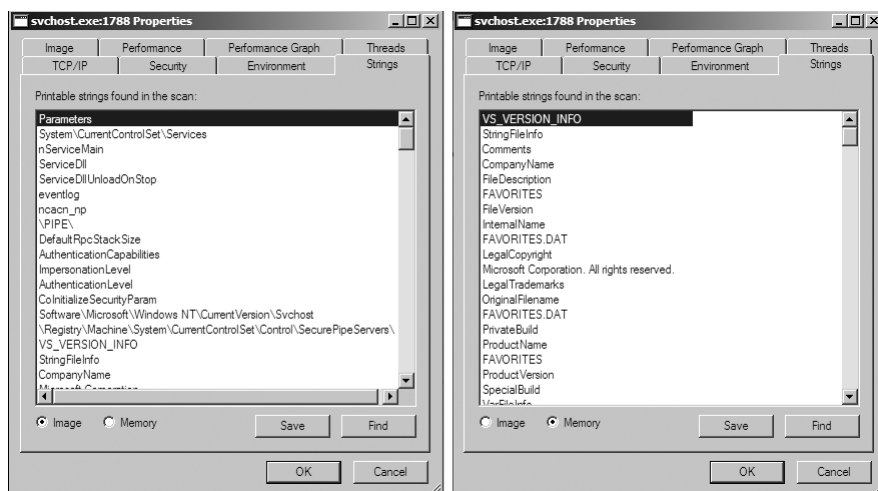 svchost.exe:1788 Properties
Image Performance Performance Graph Threads
TCP/IP Security Environment Strings
Printable strings found in the scan:
Parameters
System\CurrentControlSet\Services
nServiceMain
ServiceDll
ServiceDllUnloadOnStop
eventlog
ncacn_np
\PIPE\
DefaultRpcStackSize
AuthenticationCapabilities
ImpersonationLevel
AuthenticationLevel
CoInitializeSecurityParam
Software\Microsoft\Windows NT\CurrentVersion\Svchost
\Registry\Machine\System\CurrentControlSet\Control\SecurePipeServers\
VS_VERSION_INFO
StringFileInfo
CompanyName
Microsoft Corporation
Image Memory Save Find
OK Cancel
svchost.exe:1788 Properties
Image Performance Performance Graph Threads
TCP/IP Security Environment Strings
Printable strings found in the scan:
VS_VERSION_INFO
StringFileInfo
Comments
CompanyName
FileDescription
FAVORITES
FileVersion
InternalName
FAVORITES.DAT
LegalCopyright
Microsoft Corporation. All rights reserved.
LegalTrademarks
OriginalFilename
FAVORITES.DAT
PrivateBuild
ProductName
FAVORITES
ProductVersion
SpecialBuild
VarFileInfo
Image Memory Save Find
OK Cancel